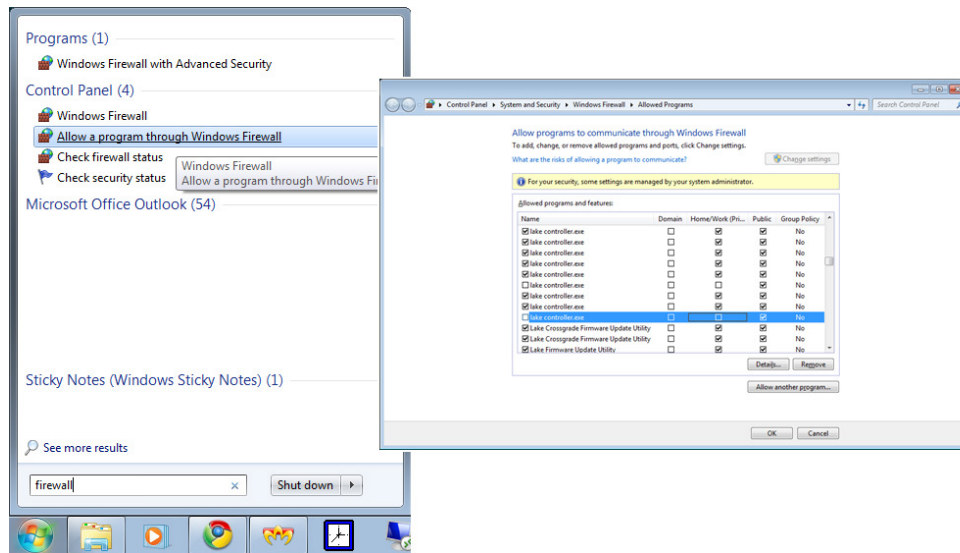 Programs (1)
Windows Firewall with Advanced Security
Control Panel (4)
Windows Firewall
Allow a program through Windows Firewall
Check firewall status
Check security status
Windows Firewall
Allow a program through Windows Fi
Microsoft Office Outlook (54)
Sticky Notes (Windows Sticky Notes) (1)
See more results
firewall
Shut down
Control Panel System and Security Windows Firewall Allowed Programs
Search Control Panel
Allow programs to communicate through Windows Firewall
To add, change, or remove allowed programs and ports, click Change settings.
What are the risks of allowing a program to communicate?
Change settings
For your security, some settings are managed by your system administrator.
Allowed programs and features:
Name Domain Home/Work (Pri... Public Group Policy
lake controller.exe No
lake controller.exe No
lake controller.exe No
lake controller.exe No
lake controller.exe No
lake controller.exe No
lake controller.exe No
lake controller.exe No
lake controller.exe No
Lake Crossgrade Firmware Update Utility No
Lake Crossgrade Firmware Update Utility No
Lake Firmware Update Utility No
Details... Remove
Allow another program...
OK Cancel